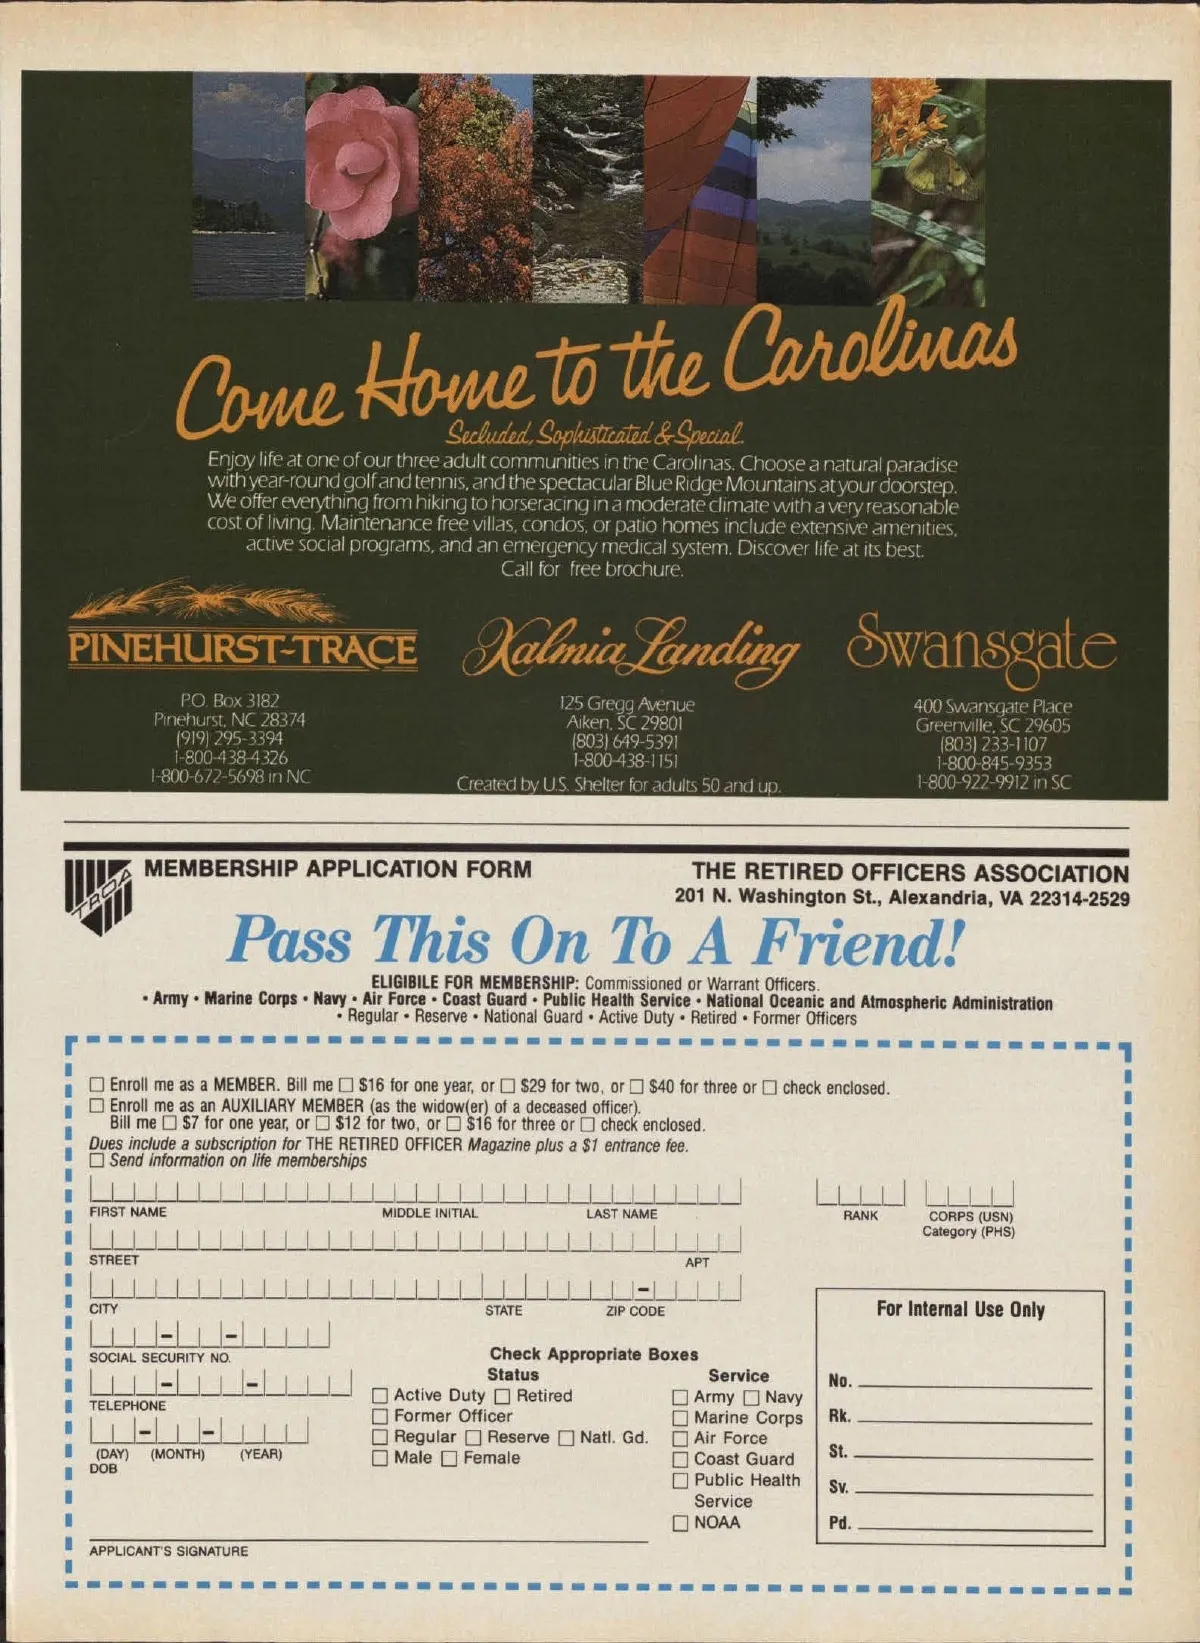 Come Home to the Carolinas
Secluded, Sophisticated & Special.
Enjoy life at one of our three adult communities in the Carolinas. Choose a natural paradise
with year-round golf and tennis, and the spectacular Blue Ridge Mountains at your doorstep.
We offer everything from hiking to horseracing in a moderate climate with a very reasonable
cost of living. Maintenance free villas, condos, or patio homes include extensive amenities,
active social programs, and an emergency medical system. Discover life at its best.
Call for free brochure.
PINEHURST-TRACE
P.O. Box 3182
Pinehurst, NC 28374
(919) 295-3394
1-800-438-4326
1-800-672-5698 in NC
Kalmia Landing
125 Gregg Avenue
Aiken, SC 29801
(803) 649-5391
1-800-438-1151
Created by U.S. Shelter for adults 50 and up.
Swansgate
400 Swansgate Place
Greenville, SC 29605
(803) 233-1107
1-800-845-9353
1-800-922-9912 in SC
TROA
MEMBERSHIP APPLICATION FORM
THE RETIRED OFFICERS ASSOCIATION
201 N. Washington St., Alexandria, VA 22314-2529
Pass This On To A Friend!
ELIGIBILE FOR MEMBERSHIP: Commissioned or Warrant Officers.
• Army • Marine Corps • Navy • Air Force • Coast Guard • Public Health Service • National Oceanic and Atmospheric Administration
• Regular • Reserve • National Guard • Active Duty • Retired • Former Officers
☐ Enroll me as a MEMBER. Bill me ☐ $16 for one year, or ☐ $29 for two, or ☐ $40 for three or ☐ check enclosed.
☐ Enroll me as an AUXILIARY MEMBER (as the widow(er) of a deceased officer).
Bill me ☐ $7 for one year, or ☐ $12 for two, or ☐ $16 for three or ☐ check enclosed.
Dues include a subscription for THE RETIRED OFFICER Magazine plus a $1 entrance fee.
☐ Send information on life memberships
FIRST NAME MIDDLE INITIAL LAST NAME
RANK
CORPS (USN)
Category (PHS)
STREET APT
CITY STATE ZIP CODE
SOCIAL SECURITY NO.
TELEPHONE
(DAY) (MONTH) (YEAR)
DOB
Check Appropriate Boxes
Status
☐ Active Duty ☐ Retired
☐ Former Officer
☐ Regular ☐ Reserve ☐ Natl. Gd.
☐ Male ☐ Female
Service
☐ Army ☐ Navy
☐ Marine Corps
☐ Air Force
☐ Coast Guard
☐ Public Health
Service
☐ NOAA
For Internal Use Only
No.
Rk.
St.
Sv.
Pd.
APPLICANT'S SIGNATURE